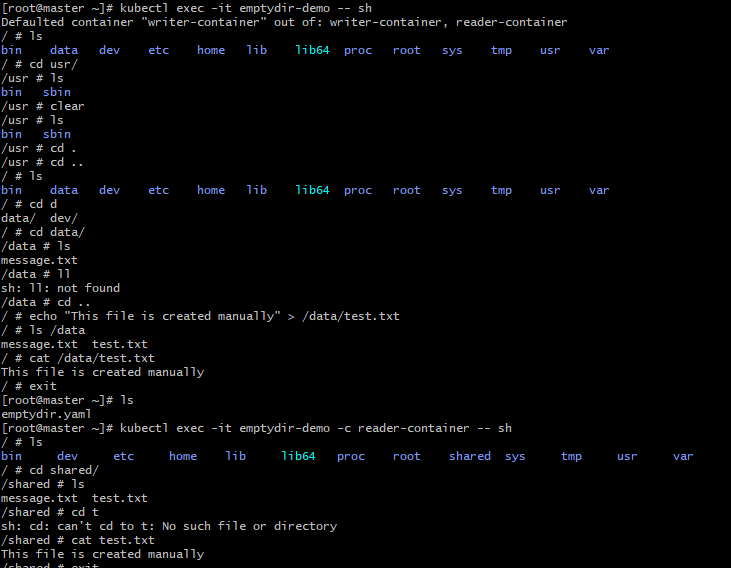 [root@master ~]# kubectl exec -it emptydir-demo -- sh
Defaulted container "writer-container" out of: writer-container, reader-container
/ # ls
bin data dev etc home lib lib64 proc root sys tmp usr var
/ # cd usr/
/usr # ls
bin sbin
/usr # clear
/usr # ls
bin sbin
/usr # cd .
/usr # cd ..
/ # ls
bin data dev etc home lib lib64 proc root sys tmp usr var
/ # cd d
data/ dev/
/ # cd data/
/data # ls
message.txt
/data # ll
sh: ll: not found
/data # cd ..
/ # echo "This file is created manually" > /data/test.txt
/ # ls /data
message.txt test.txt
/ # cat /data/test.txt
This file is created manually
/ # exit
[root@master ~]# ls
emptydir.yaml
[root@master ~]# kubectl exec -it emptydir-demo -c reader-container -- sh
/ # ls
bin dev etc home lib lib64 proc root shared sys tmp usr var
/ # cd shared/
/shared # ls
message.txt test.txt
/shared # cd t
sh: cd: can't cd to t: No such file or directory
/shared # cat test.txt
This file is created manually
/shared # exit